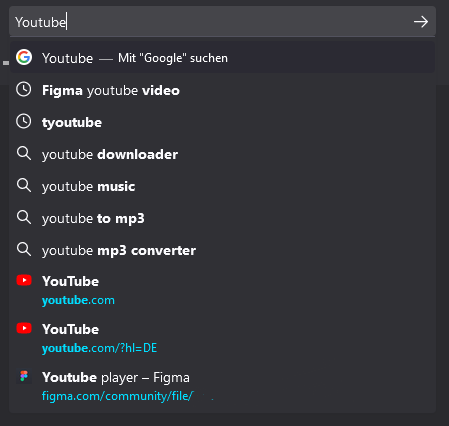 Youtube
Youtube — Mit "Google" suchen
Figma youtube video
tyoutube
youtube downloader
youtube music
youtube to mp3
youtube mp3 converter
YouTube
youtube.com
YouTube
youtube.com/?hl=DE
Youtube player – Figma
figma.com/community/file/